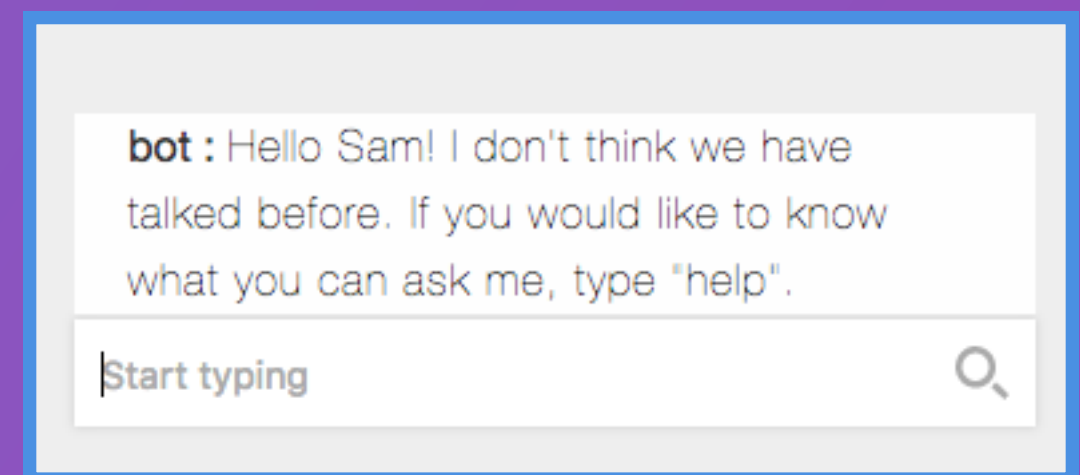 bot : Hello Sam! I don't think we have
talked before. If you would like to know
what you can ask me, type "help".
Start typing